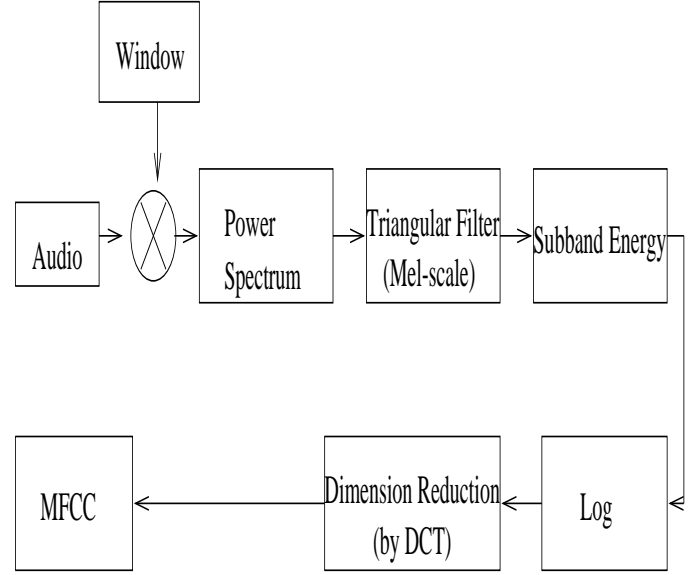 Window
Audio
Power
Spectrum
Triangular Filter
(Mel-scale)
Subband Energy
Log
Dimension Reduction
(by DCT)
MFCC